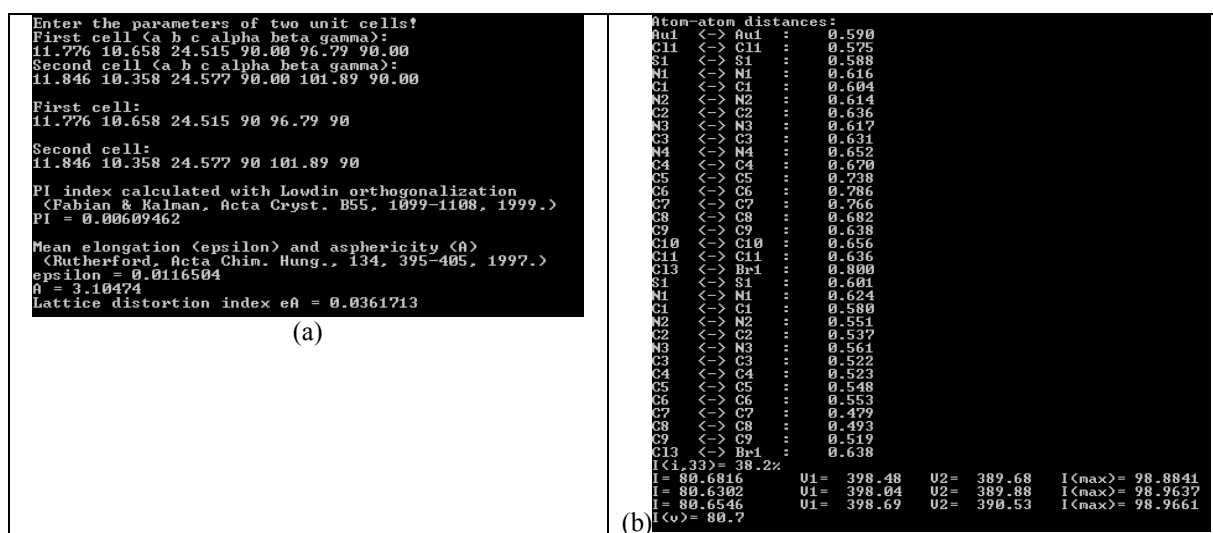 Enter the parameters of two unit cells!
First cell (a b c alpha beta gamma):
11.776 10.658 24.515 90.00 96.79 90.00
Second cell (a b c alpha beta gamma):
11.846 10.358 24.577 90.00 101.89 90.00
First cell:
11.776 10.658 24.515 90 96.79 90
Second cell:
11.846 10.358 24.577 90 101.89 90
PI index calculated with Lowdin orthogonalization
(Fabian & Kalman, Acta Cryst. B55, 1099-1108, 1999.)
PI = 0.00609462
Mean elongation (epsilon) and asphericity (A)
(Rutherford, Acta Chim. Hung., 134, 395-405, 1997.)
epsilon = 0.0116504
A = 3.10474
Lattice distortion index eA = 0.0361713
(a)
Atom-atom distances:
Au1 <-> Au1 : 0.590
Cl1 <-> Cl1 : 0.575
S1 <-> S1 : 0.588
N1 <-> N1 : 0.616
C1 <-> C1 : 0.604
N2 <-> N2 : 0.614
C2 <-> C2 : 0.636
N3 <-> N3 : 0.617
C3 <-> C3 : 0.631
N4 <-> N4 : 0.652
C4 <-> C4 : 0.670
C5 <-> C5 : 0.738
C6 <-> C6 : 0.786
C7 <-> C7 : 0.766
C8 <-> C8 : 0.682
C9 <-> C9 : 0.638
C10 <-> C10 : 0.656
C11 <-> C11 : 0.636
Cl3 <-> Br1 : 0.800
S1 <-> S1 : 0.601
N1 <-> N1 : 0.624
C1 <-> C1 : 0.580
N2 <-> N2 : 0.551
C2 <-> C2 : 0.537
N3 <-> N3 : 0.561
C3 <-> C3 : 0.522
C4 <-> C4 : 0.523
C5 <-> C5 : 0.548
C6 <-> C6 : 0.553
C7 <-> C7 : 0.479
C8 <-> C8 : 0.493
C9 <-> C9 : 0.519
Cl3 <-> Br1 : 0.638
I(i,33)= 38.2%
I= 80.6816 V1= 398.48 V2= 389.68 I(max)= 98.8841
I= 80.6302 V1= 398.04 V2= 389.88 I(max)= 98.9637
I= 80.6546 V1= 398.69 V2= 390.53 I(max)= 98.9661
I(v)= 80.7
(b)